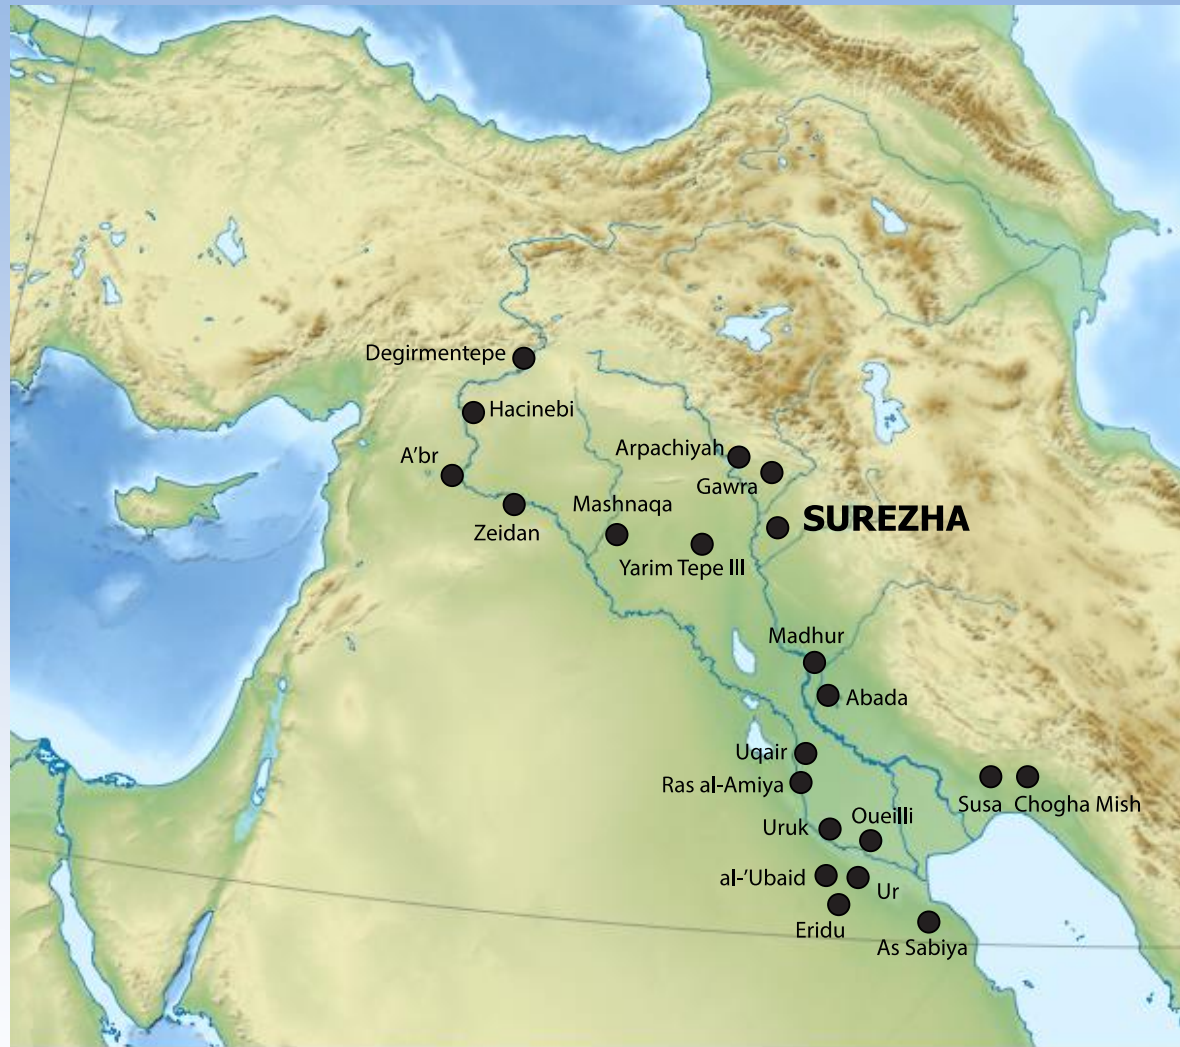 Degirmentepe
Hacinebi
Arpachiyah
A'br
Gawra
Mashnaqa
SUREZHA
Zeidan
Yarim Tepe III
Madhur
Abada
Uqair
Ras al-Amiya
Susa Chogha Mish
Oueilli
Uruk
al-'Ubaid
Ur
Eridu
As Sabiya